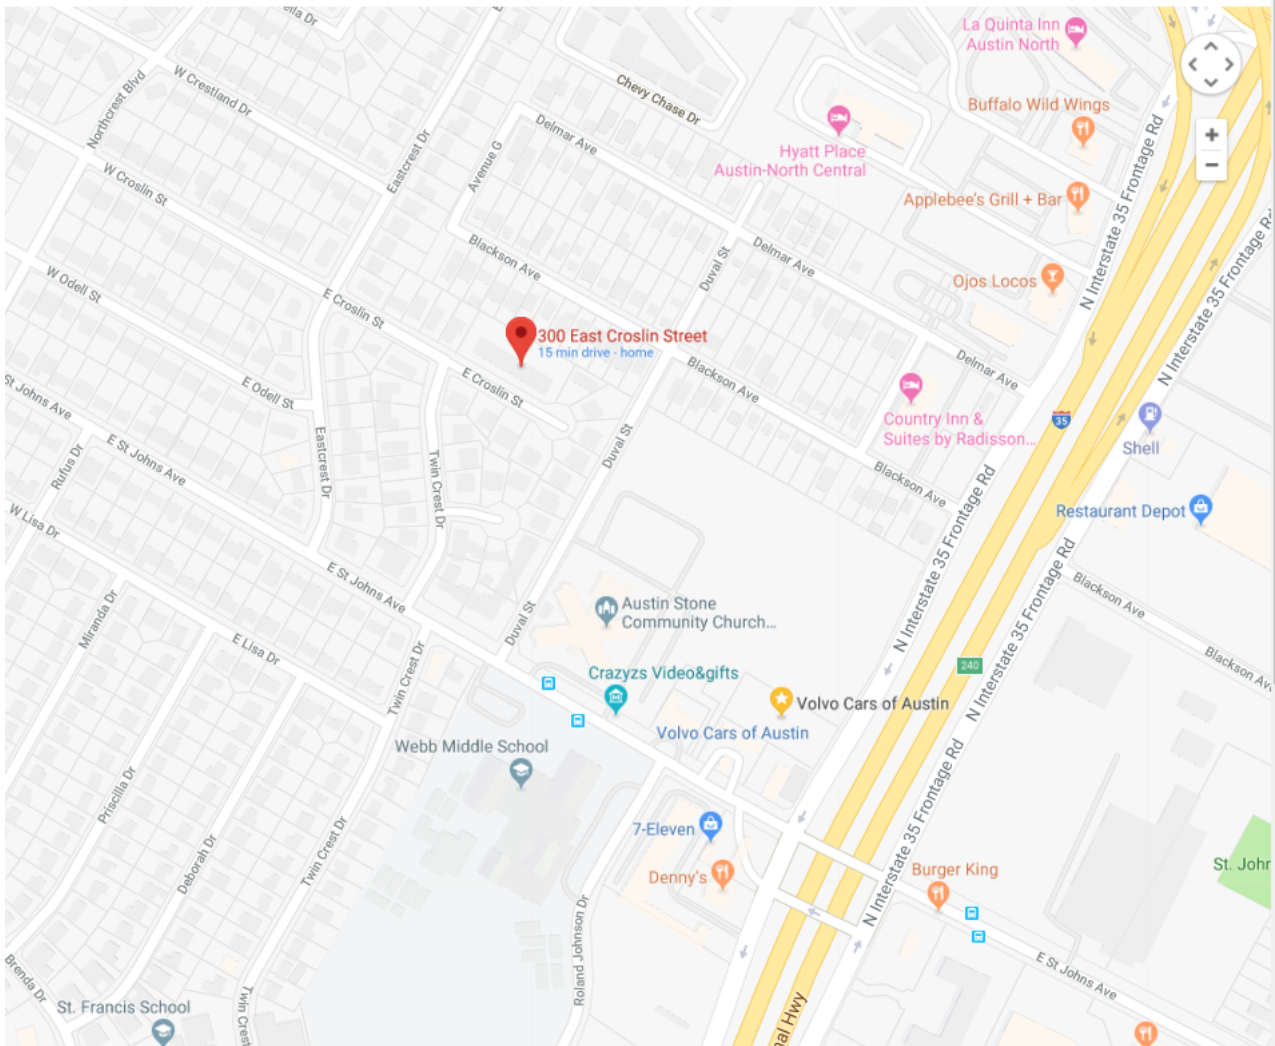 ella Dr
La Quinta Inn
Austin North
W Crestland Dr
Northcrest Blvd
Chevy Chase Dr
Buffalo Wild Wings
Delmar Ave
Eastcrest Dr
Avenue G
Hyatt Place
Austin-North Central
N Interstate 35 Frontage Rd
W Croslin St
Applebee's Grill + Bar
Blackson Ave
Duval St
Delmar Ave
N Interstate 35 Frontage Rd
W Odell St
E Croslin St
Ojos Locos
300 East Croslin Street
15 min drive - home
Delmar Ave
E Croslin St
Blackson Ave
E Odell St
St Johns Ave
Country Inn &
Suites by Radisson...
35
Shell
E St Johns Ave
Rufus Dr
Eastcrest Dr
Twin Crest Dr
Duval St
Blackson Ave
N Interstate 35 Frontage Rd
Restaurant Depot
W Lisa Dr
E St Johns Ave
Miranda Dr
Duval St
Austin Stone
Community Church...
Blackson Ave
E Lisa Dr
Twin Crest Dr
Crazyzs Video&gifts
240
N Interstate 35 Frontage Rd
Blackson Av
Volvo Cars of Austin
Volvo Cars of Austin
Webb Middle School
Priscilla Dr
Twin Crest Dr
Deborah Dr
7-Eleven
Denny's
N Interstate 35 Frontage Rd
Burger King
St. Johr
Roland Johnson Dr
E St Johns Ave
Brenda Dr
St. Francis School
Twin Crest
nal Hwy